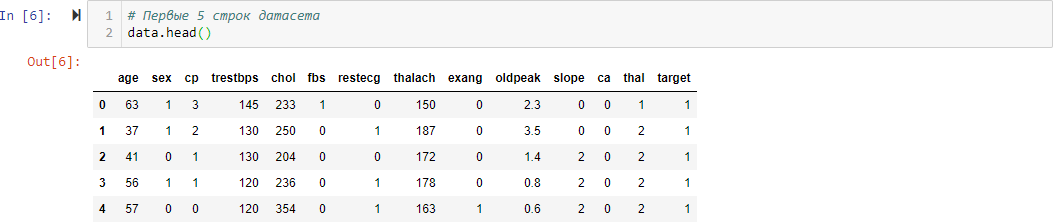 In [6]:
1 # Первые 5 строк датасета
2 data.head()
Out[6]:
age sex cp trestbps chol fbs restecg thalach exang oldpeak slope ca thal target
0 63 1 3 145 233 1 0 150 0 2.3 0 0 1 1
1 37 1 2 130 250 0 1 187 0 3.5 0 0 2 1
2 41 0 1 130 204 0 0 172 0 1.4 2 0 2 1
3 56 1 1 120 236 0 1 178 0 0.8 2 0 2 1
4 57 0 0 120 354 0 1 163 1 0.6 2 0 2 1